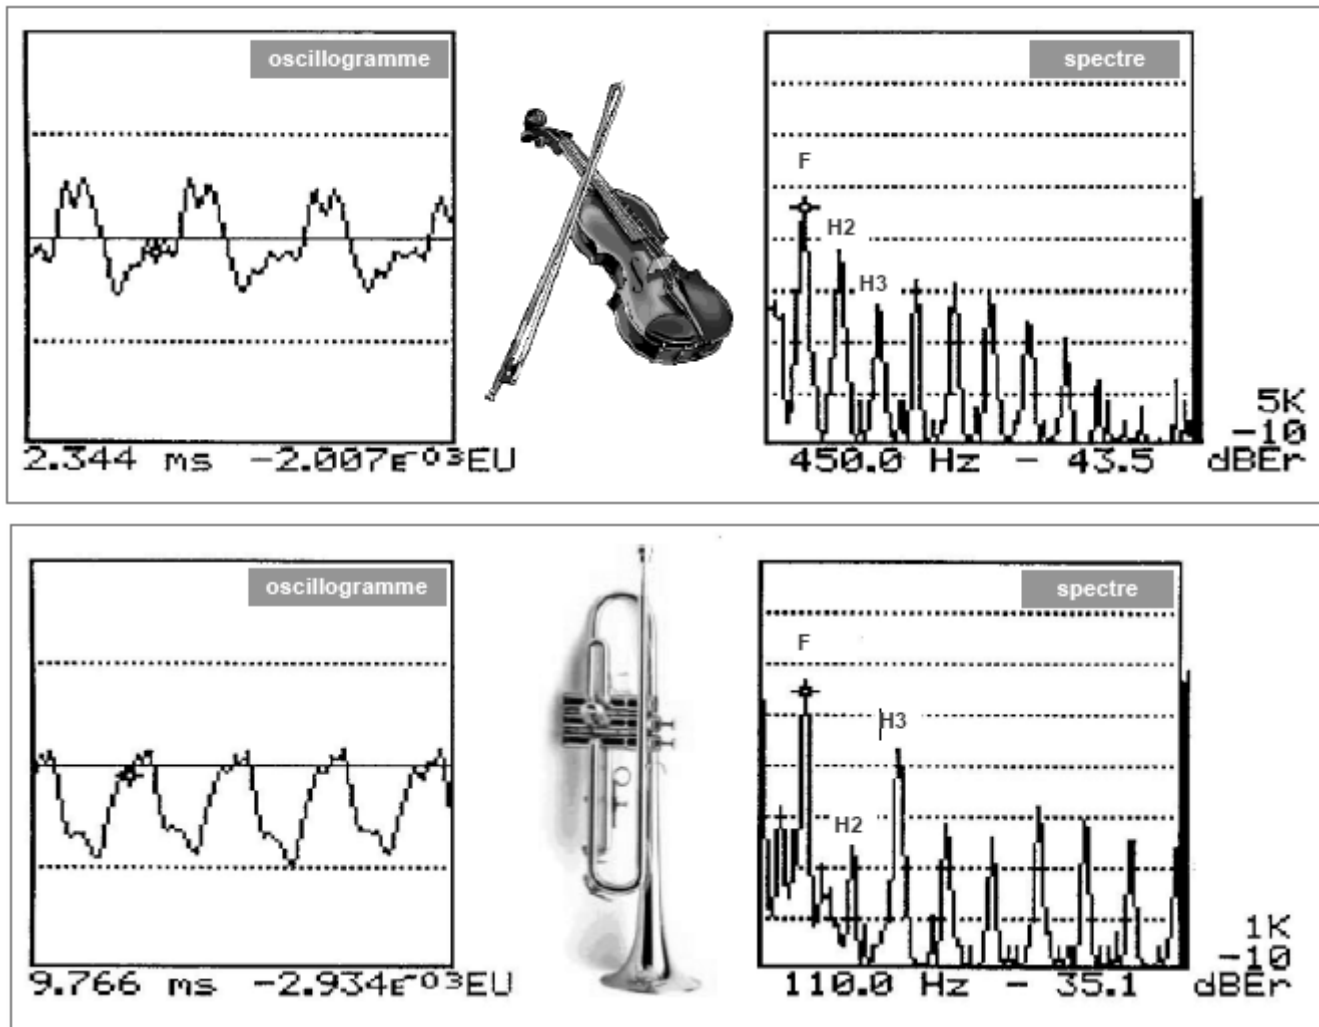 oscillogramme
spectre
F
H2
H3
5K
-10
2.344 ms -2.007E-03EU
450.0 Hz - 43.5 dBEr
oscillogramme
spectre
F
H3
H2
1K
-10
9.766 ms -2.934E-03EU
110.0 Hz - 35.1 dBEr